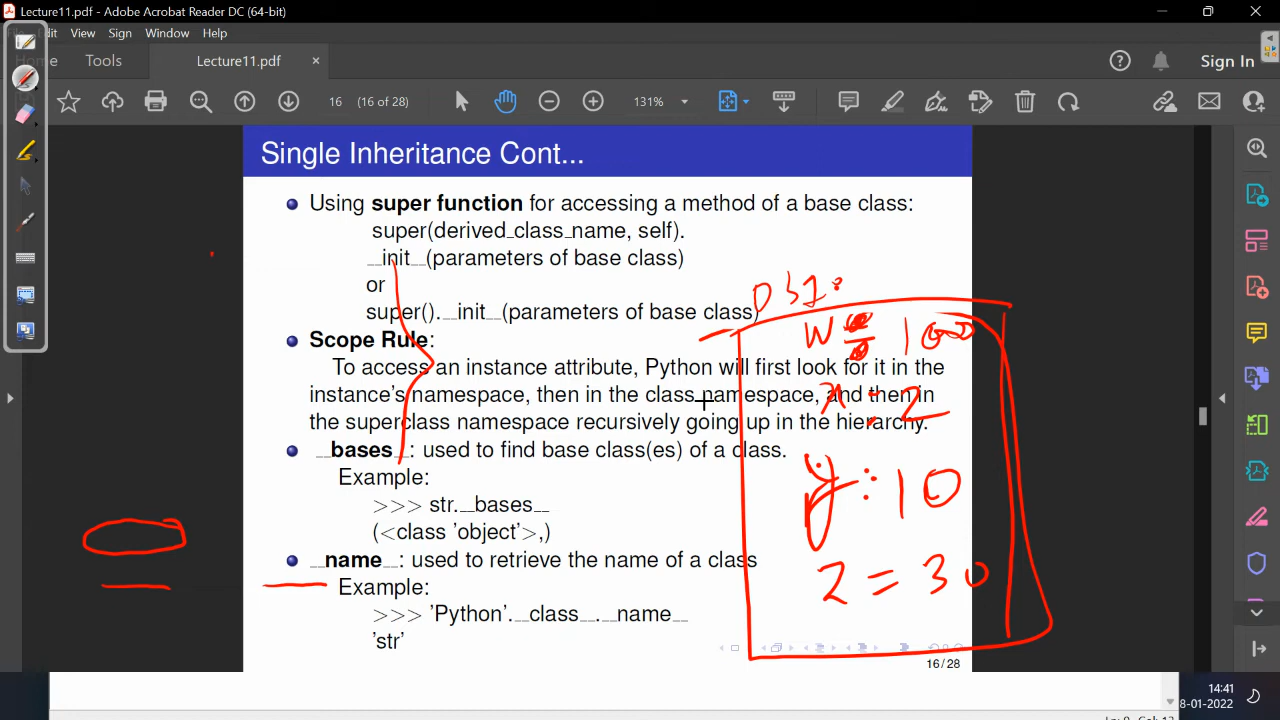 Lecture11.pdf - Adobe Acrobat Reader DC (64-bit)
Edit View Sign Window Help
Home Tools Lecture11.pdf × Sign In
16 (16 of 28) 131%
Single Inheritance Cont...
Using super function for accessing a method of a base class:
super(derived_class_name, self).
__init__(parameters of base class)
or
super().__init__(parameters of base class)
Scope Rule:
To access an instance attribute, Python will first look for it in the
instance's namespace, then in the class namespace, and then in
the superclass namespace recursively going up in the hierarchy.
__bases__: used to find base class(es) of a class.
Example:
>>> str.__bases__
(<class 'object'>,)
__name__: used to retrieve the name of a class
Example:
>>> 'Python'.__class__.__name__
'str'
16/28
W 1000
x : 2
y : 10
z = 30
14:41
8-01-2022